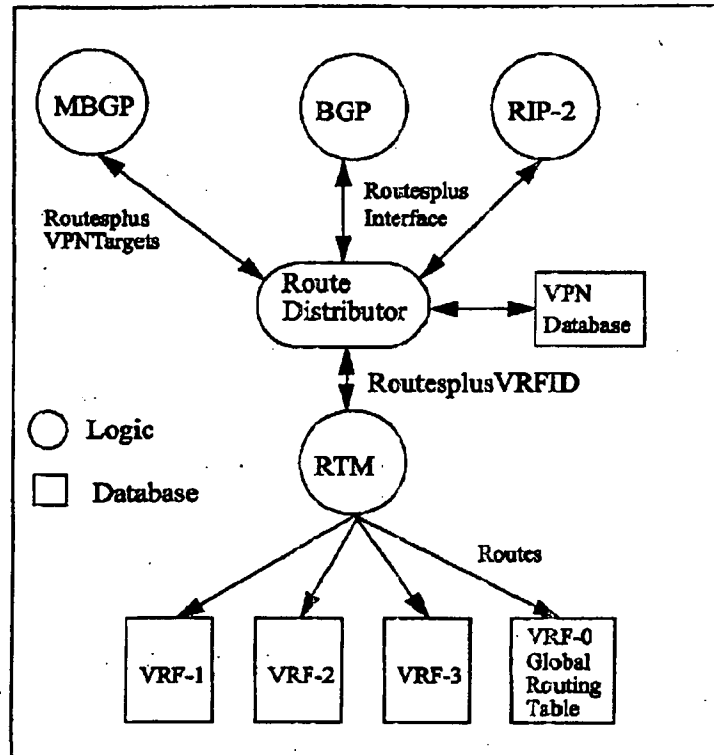 MBGP
BGP
RIP-2
Routesplus
VPNTargets
Routesplus
Interface
Route
Distributor
VPN
Database
RoutesplusVRFID
Logic
RTM
Database
Routes
VRF-1
VRF-2
VRF-3
VRF-0
Global
Routing
Table